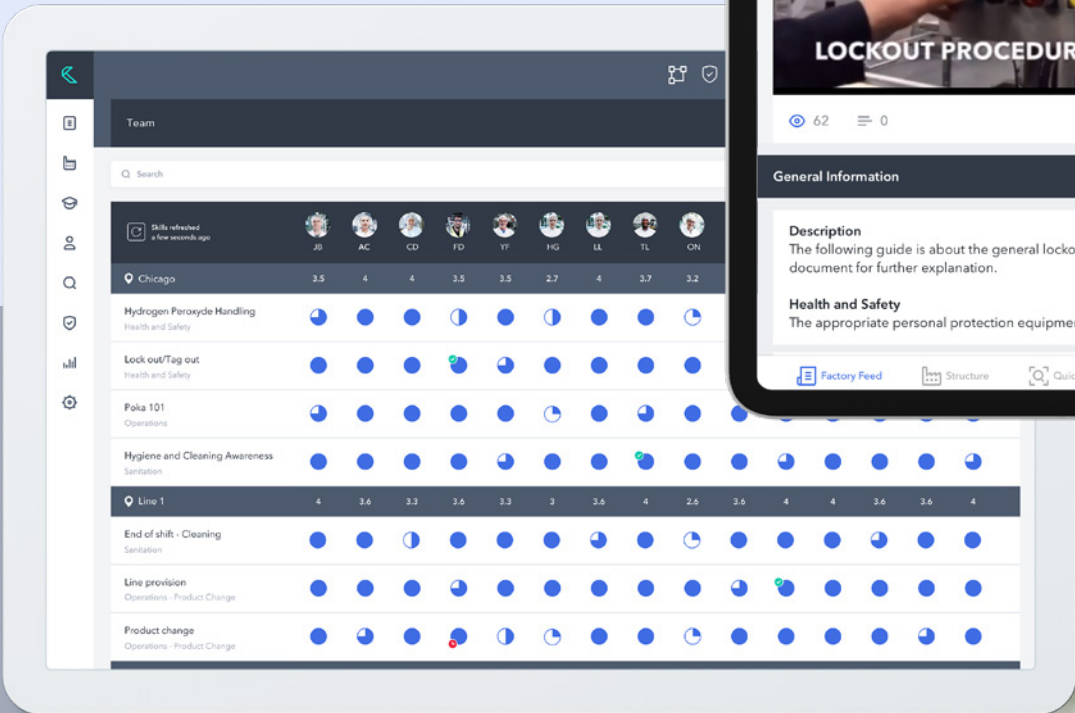 Team
Search
Skills refreshed
a few seconds ago
JB AC CD FD YF HG LL TL ON
Chicago 3.5 4 4 3.5 3.5 2.7 4 3.7 3.2
Hydrogen Peroxyde Handling
Health and Safety
Lock out/Tag out
Health and Safety
Poka 101
Operations
Hygiene and Cleaning Awareness
Sanitation
Line 1 4 3.6 3.3 3.6 3.3 3 3.6 4 2.6 3.6 4 4 3.6 3.6 4
End of shift - Cleaning
Sanitation
Line provision
Operations - Product Change
Product change
Operations - Product Change
LOCKOUT PROCEDUR
62 0
General Information
Description
The following guide is about the general locko
document for further explanation.
Health and Safety
The appropriate personal protection equipme
Factory Feed Structure Quic